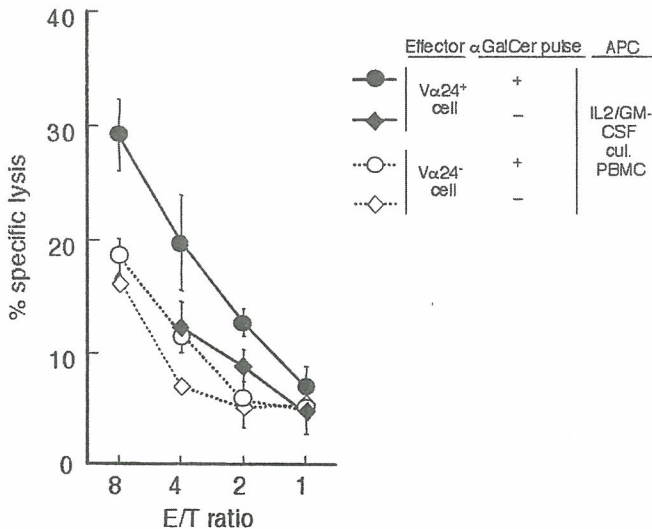 40
30
20
10
0
% specific lysis
8 4 2 1
E/T ratio
Effector αGalCer pulse APC
Vα24+ cell
+
−
Vα24- cell
+
−
IL2/GM-
CSF
cul.
PBMC